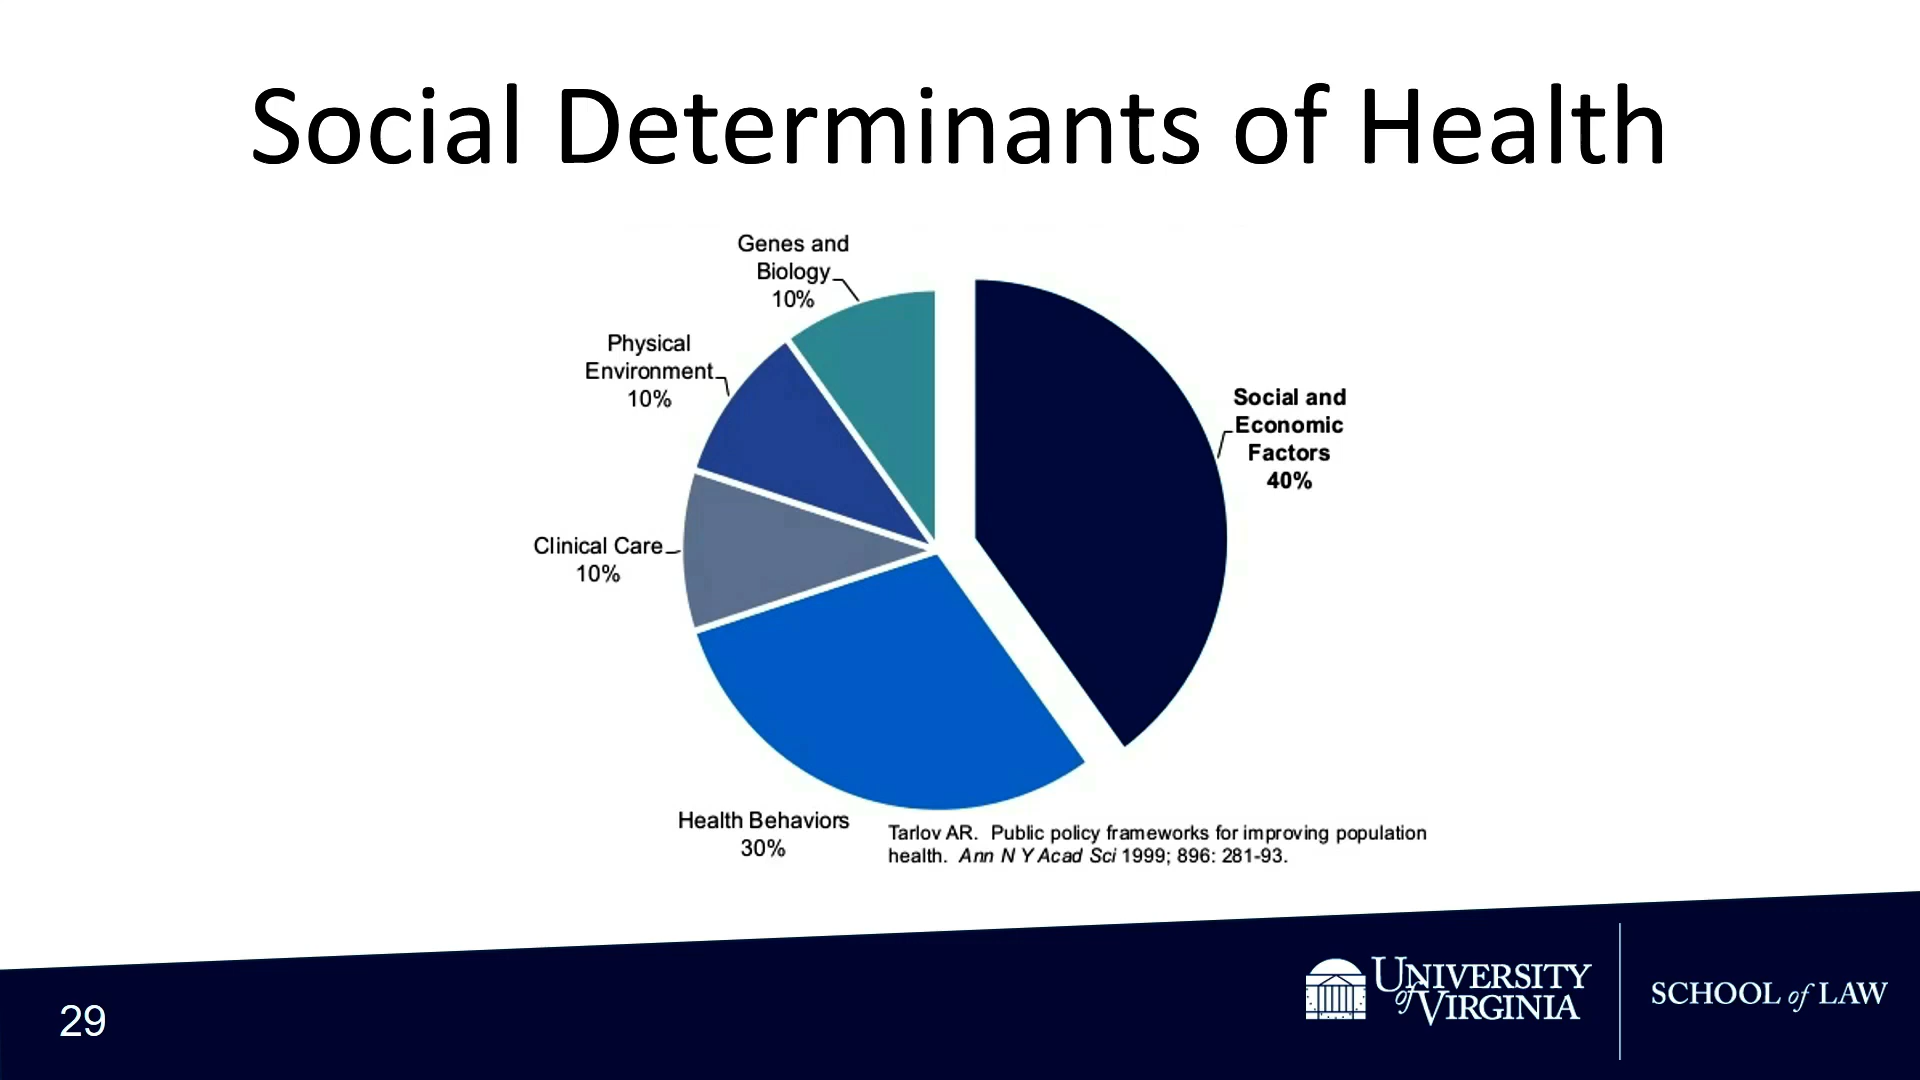 Social Determinants of Health
Genes and
Biology
10%
Physical
Environment
10%
Social and
Economic
Factors
40%
Clinical Care
10%
Health Behaviors
30%
Tarlov AR. Public policy frameworks for improving population
health. Ann N Y Acad Sci 1999; 896: 281-93.
29
UNIVERSITY
of VIRGINIA
SCHOOL of LAW